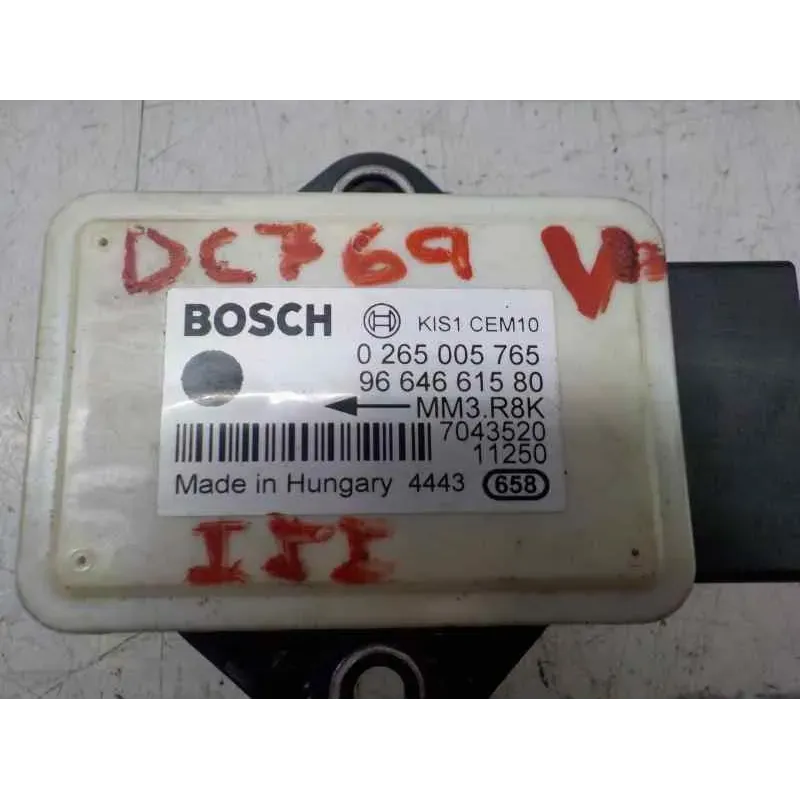 DC769 V
BOSCH KIS1 CEM10
0 265 005 765
96 646 615 80
MM3.R8K
7043520
11250
Made in Hungary 4443 658